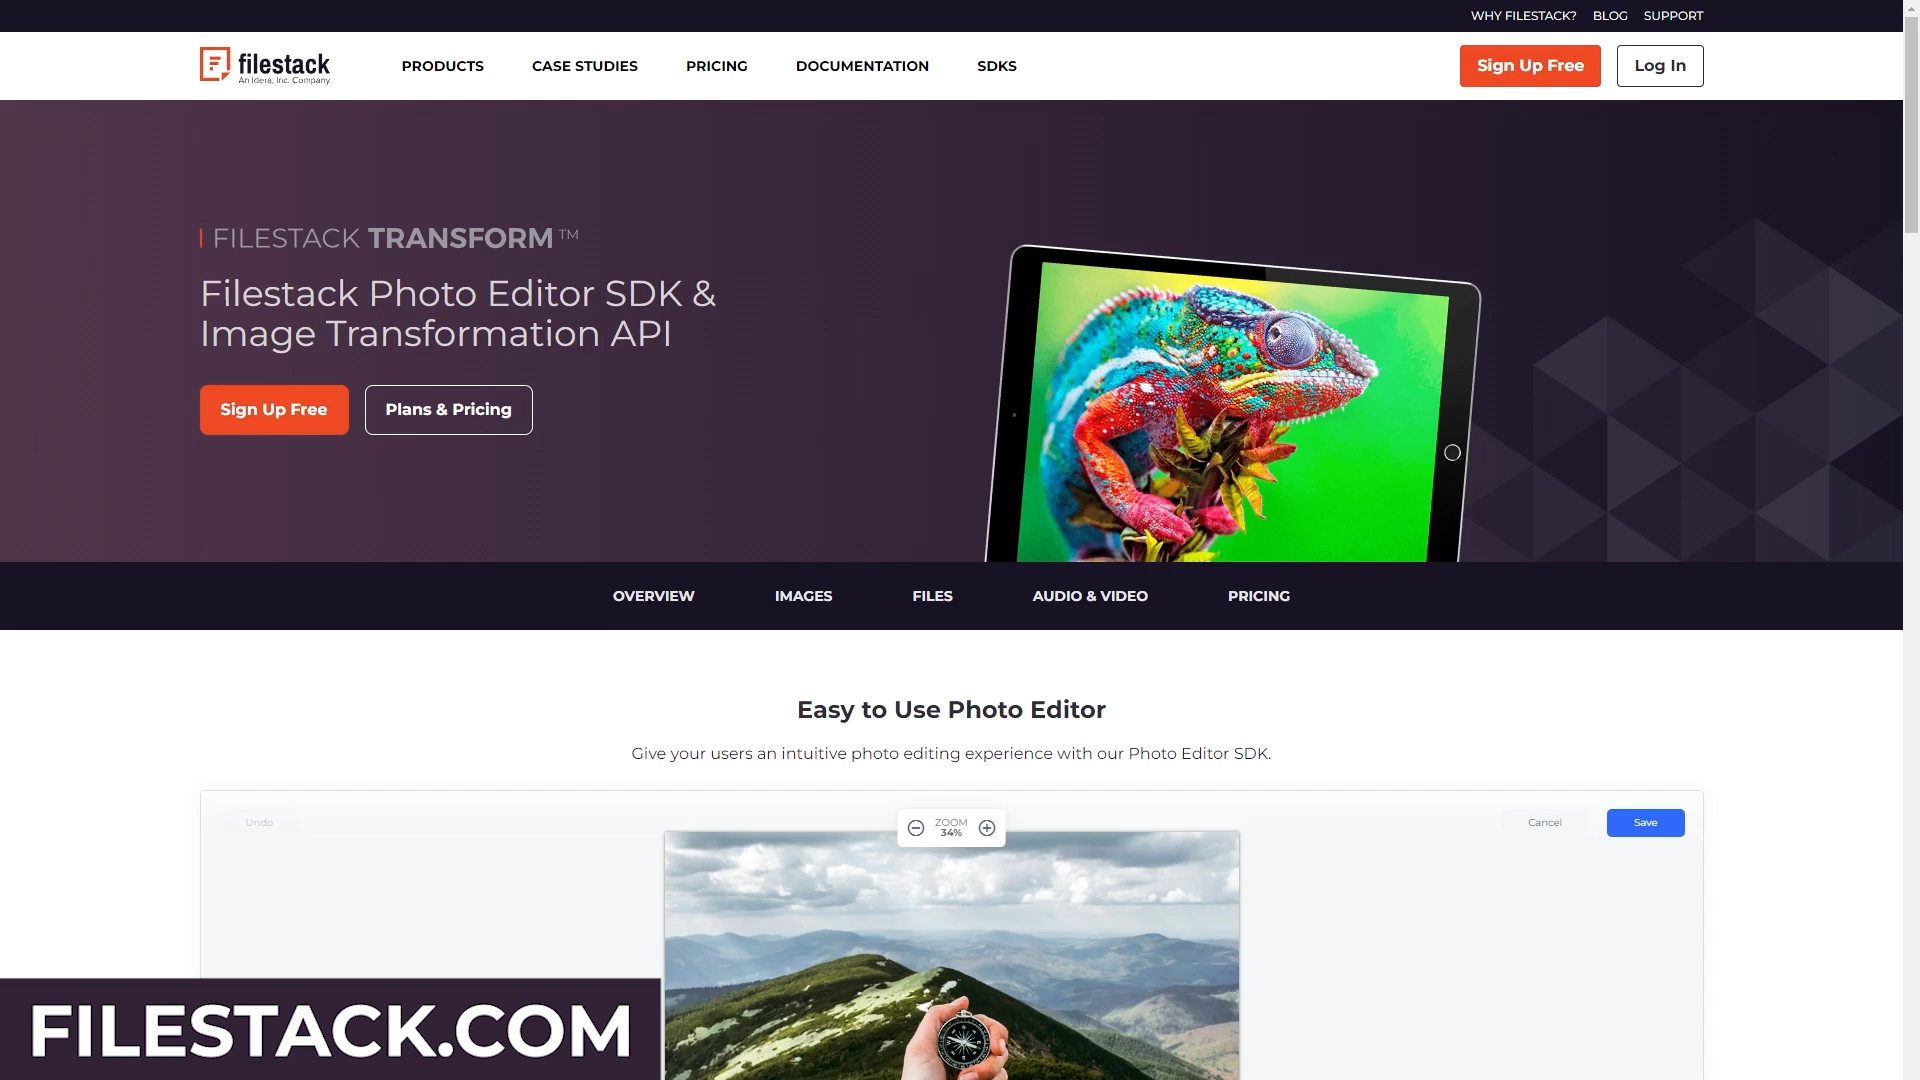 WHY FILESTACK? BLOG SUPPORT
filestack
An Idera, Inc. Company
PRODUCTS CASE STUDIES PRICING DOCUMENTATION SDKS
Sign Up Free Log In
FILESTACK TRANSFORM™
Filestack Photo Editor SDK &
Image Transformation API
Sign Up Free Plans & Pricing
OVERVIEW IMAGES FILES AUDIO & VIDEO PRICING
Easy to Use Photo Editor
Give your users an intuitive photo editing experience with our Photo Editor SDK.
Undo
ZOOM
34%
Cancel Save
FILESTACK.COM